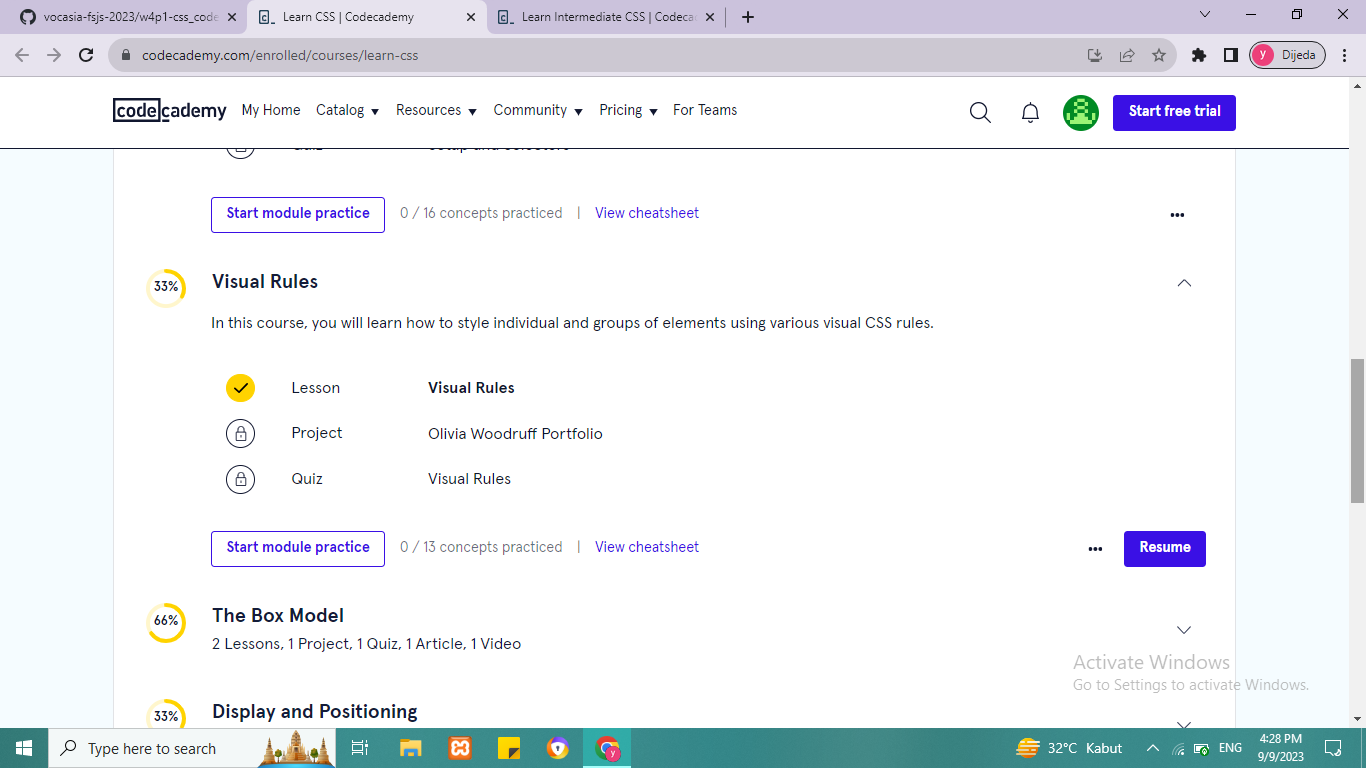 vocasia-fsjs-2023/w4p1-css_code
Learn CSS | Codecademy
Learn Intermediate CSS | Codeca
codecademy.com/enrolled/courses/learn-css
y Dijeda
codecademy My Home Catalog Resources Community Pricing For Teams Start free trial
Quiz Setup and Selectors
Start module practice 0 / 16 concepts practiced | View cheatsheet
33% Visual Rules
In this course, you will learn how to style individual and groups of elements using various visual CSS rules.
Lesson Visual Rules
Project Olivia Woodruff Portfolio
Quiz Visual Rules
Start module practice 0 / 13 concepts practiced | View cheatsheet Resume
66% The Box Model
2 Lessons, 1 Project, 1 Quiz, 1 Article, 1 Video
Activate Windows
Go to Settings to activate Windows.
33% Display and Positioning
Type here to search
32°C Kabut
ENG
4:28 PM
9/9/2023